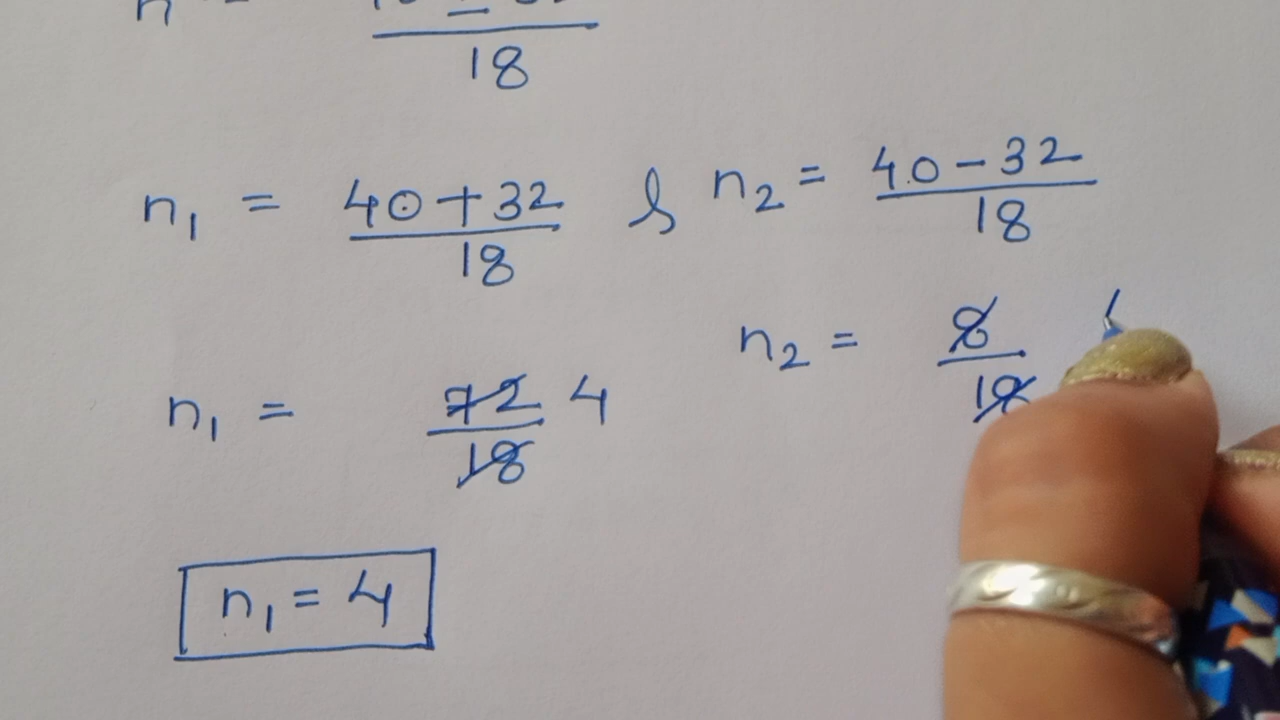 18
n₁ = 40+32/18 & n₂ = 40-32/18
n₂ = 8/18
n₁ = 72/18 4
n₁ = 4